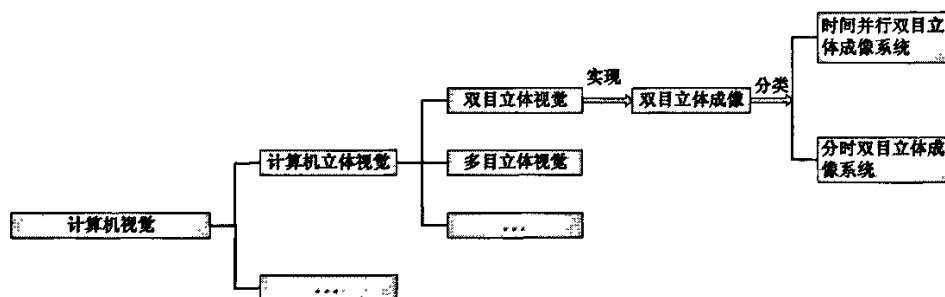 时间并行双目立
体成像系统
实现
分类
双目立体视觉
双目立体成像
计算机立体视觉
多目立体视觉
分时双目立体成
像系统
计算机视觉
...
...